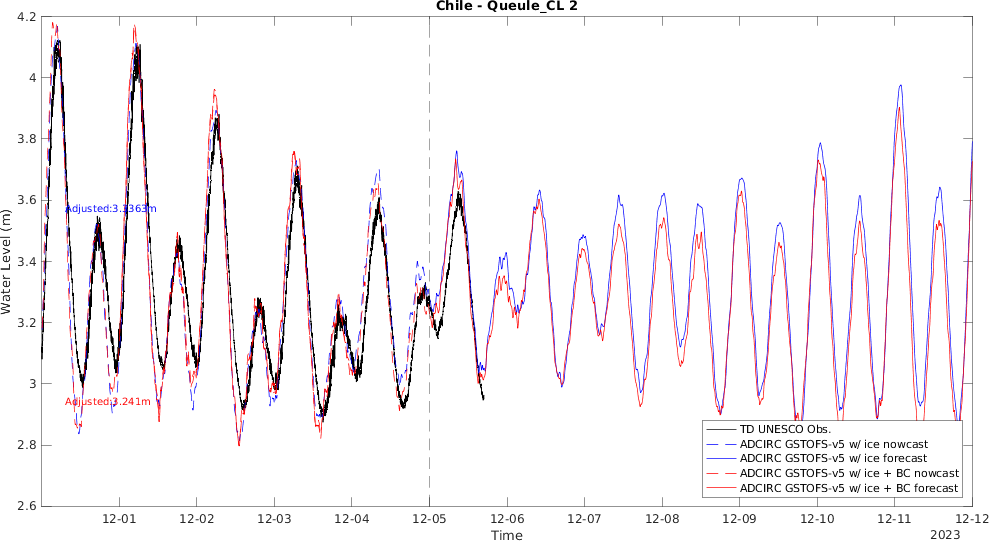 Chile - Queule_CL 2
4.2
4
3.8
3.6
3.4
3.2
3
2.8
2.6
Water Level (m)
Adjusted:3.3363m
Adjusted:3.241m
TD UNESCO Obs.
ADCIRC GSTOFS-v5 w/ ice nowcast
ADCIRC GSTOFS-v5 w/ ice forecast
ADCIRC GSTOFS-v5 w/ ice + BC nowcast
ADCIRC GSTOFS-v5 w/ ice + BC forecast
12-01 12-02 12-03 12-04 12-05 12-06 12-07 12-08 12-09 12-10 12-11 12-12
Time
2023